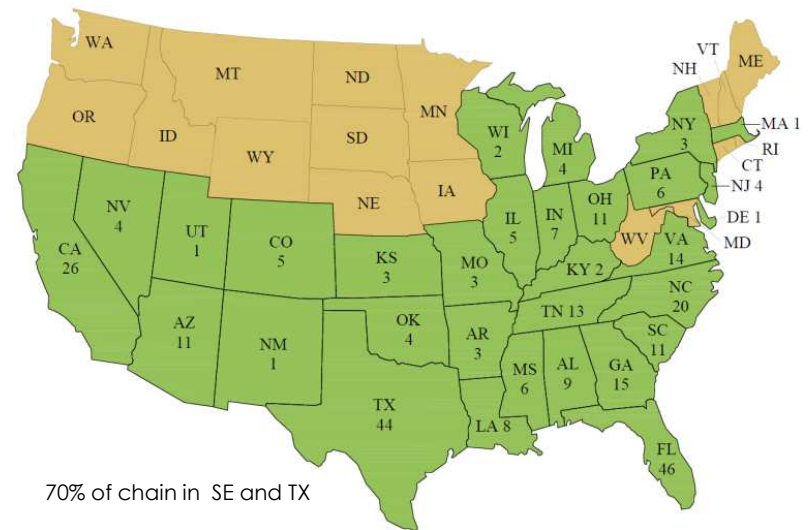 WA
MT
ND
MN
VT
NH
ME
OR
ID
WY
SD
NE
IA
WI
2
MI
4
NY
3
MA 1
RI
CT
PA
6
NJ 4
DE 1
MD
NV
4
UT
1
CO
5
CA
26
KS
3
MO
3
IL
5
IN
7
OH
11
WV
VA
14
KY 2
NC
20
TN 13
AZ
11
NM
1
OK
4
AR
3
SC
11
MS
6
AL
9
GA
15
TX
44
LA 8
FL
46
70% of chain in SE and TX